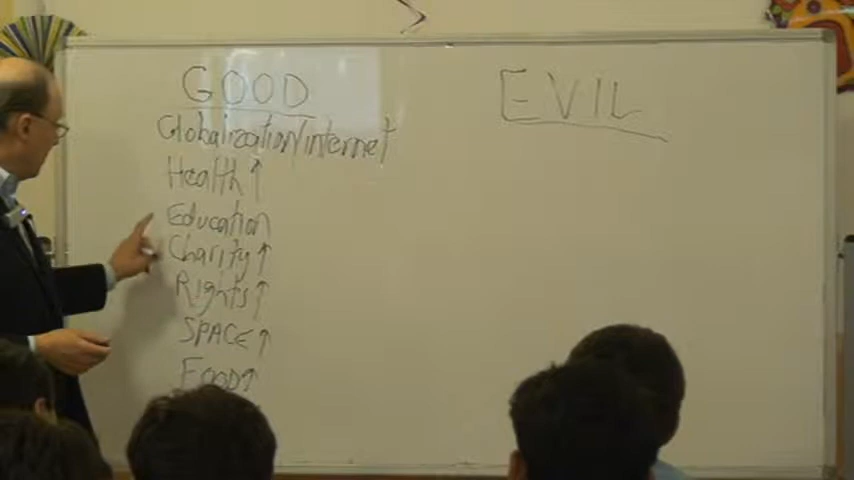 GOOD
EVIL
Globalization/internet
Health↑
Education
Charity↑
Rights↑
SPACE↑
FOOD↑